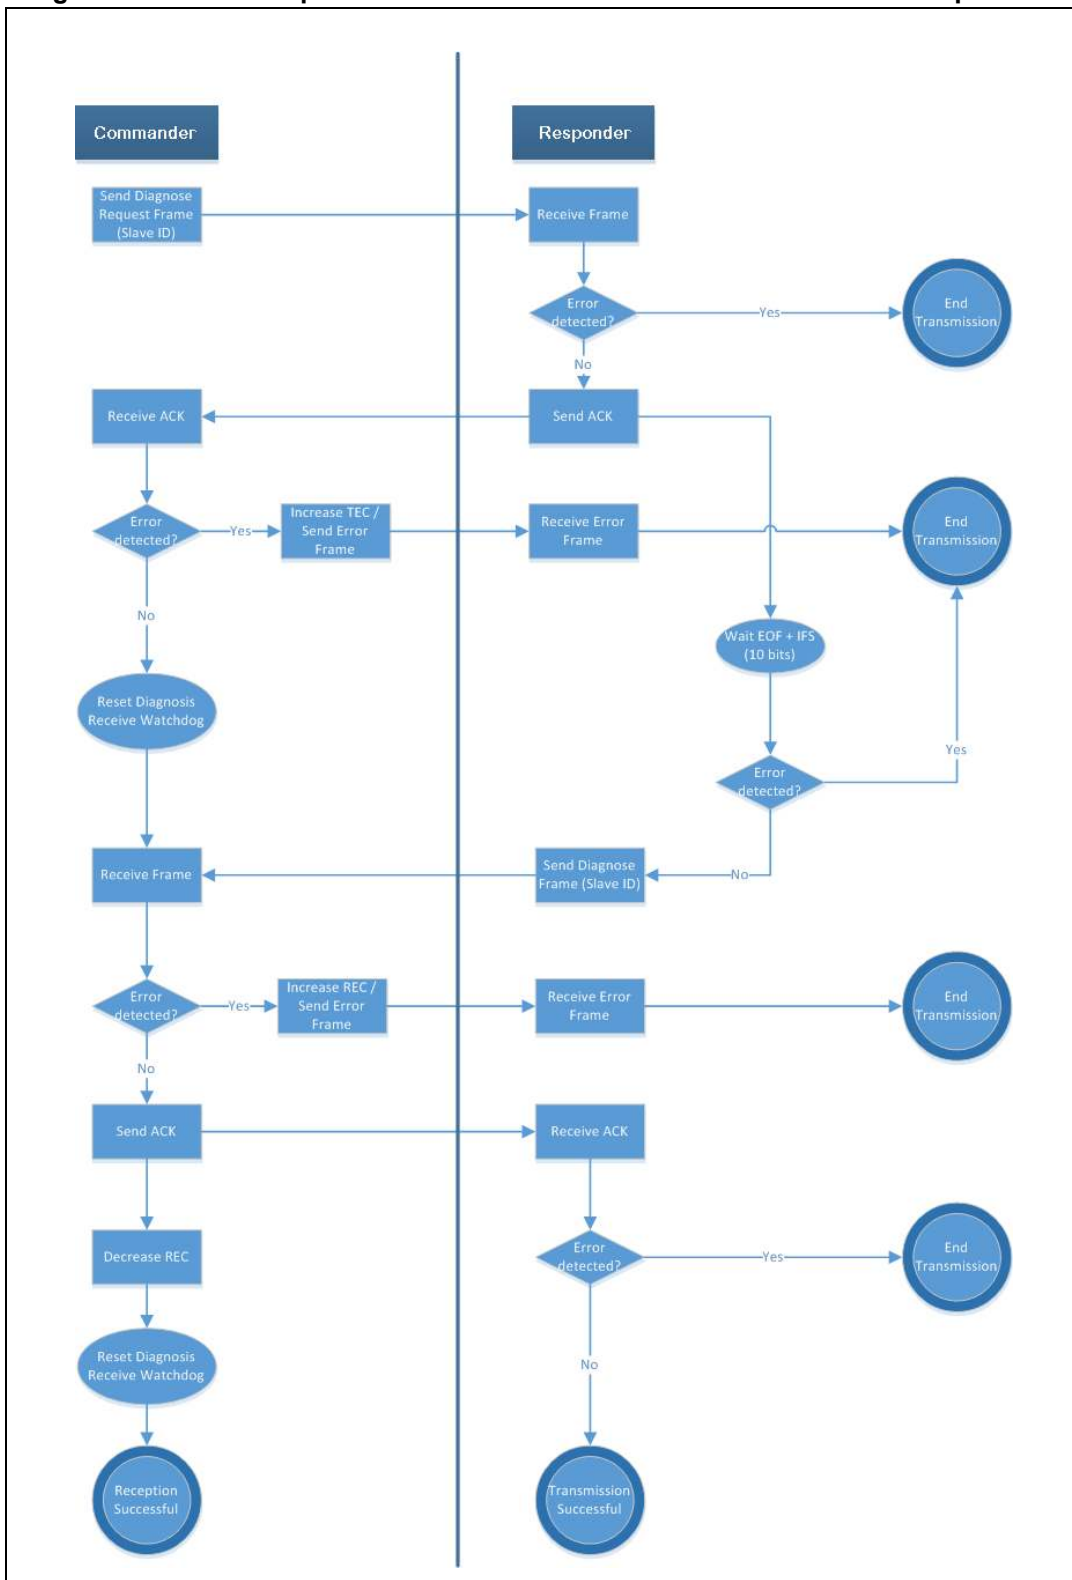 Commander
Responder
Send Diagnose
Request Frame
(Slave ID)
Receive Frame
Error
detected?
Yes
End
Transmission
No
Receive ACK
Send ACK
Error
detected?
Yes
Increase TEC /
Send Error
Frame
Receive Error
Frame
End
Transmission
No
Wait EOF + IFS
(10 bits)
Reset Diagnosis
Receive Watchdog
Error
detected?
Yes
Receive Frame
Send Diagnose
Frame (Slave ID)
No
Error
detected?
Yes
Increase REC /
Send Error
Frame
Receive Error
Frame
End
Transmission
No
Send ACK
Receive ACK
Decrease REC
Error
detected?
Yes
End
Transmission
Reset Diagnosis
Receive Watchdog
No
Reception
Successful
Transmission
Successful